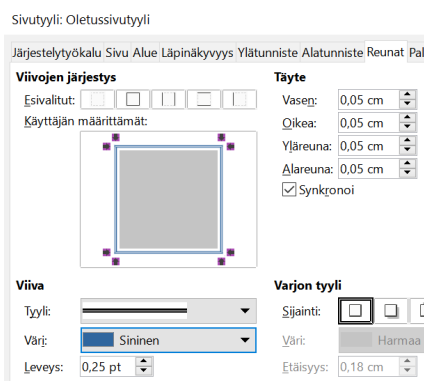 Sivutyyli: Oletussivutyyli
Järjestelytyökalu Sivu Alue Läpinäkyvyys Ylätunniste Alatunniste Reunat Pal
Viivojen järjestys
Esivalitut:
Käyttäjän määrittämät:
Täyte
Vasen: 0,05 cm
Oikea: 0,05 cm
Yläreuna: 0,05 cm
Alareuna: 0,05 cm
Synkronoi
Viiva
Tyyli:
Väri: Sininen
Leveys: 0,25 pt
Varjon tyyli
Sijainti:
Väri: Harmaa
Etäisyys: 0,18 cm